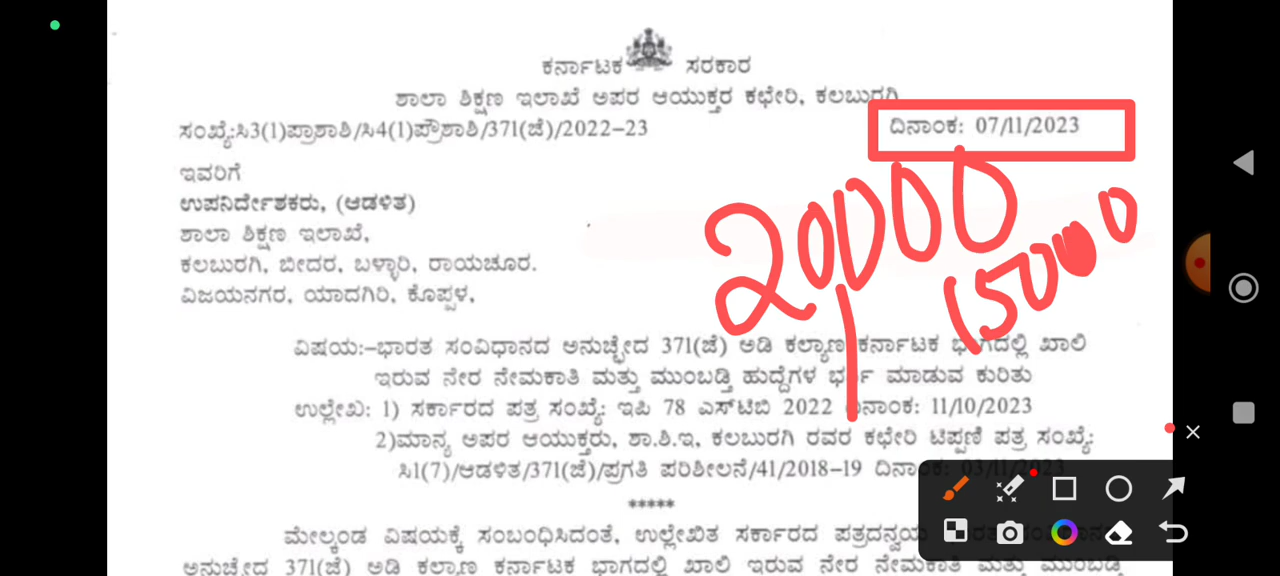 ಕರ್ನಾಟಕ ಸರಕಾರ
ಶಾಲಾ ಶಿಕ್ಷಣ ಇಲಾಖೆ ಅಪರ ಆಯುಕ್ತರ ಕಛೇರಿ, ಕಲಬುರಗಿ
ಸಂಖ್ಯೆ:ಸಿ3(1)ಪ್ರಾಶಾಶಿ/ಸಿ4(1)ಪ್ರೌಶಾಶಿ/371(ಜೆ)/2022-23 ದಿನಾಂಕ: 07/11/2023
ಇವರಿಗೆ
ಉಪನಿರ್ದೇಶಕರು, (ಆಡಳಿತ)
20000
ಶಾಲಾ ಶಿಕ್ಷಣ ಇಲಾಖೆ,
ಕಲಬುರಗಿ, ಬೀದರ, ಬಳ್ಳಾರಿ, ರಾಯಚೂರ.
15000
ವಿಜಯನಗರ, ಯಾದಗಿರಿ, ಕೊಪ್ಪಳ,
ವಿಷಯ:-ಭಾರತ ಸಂವಿಧಾನದ ಅನುಚ್ಛೇದ 371(ಜೆ) ಅಡಿ ಕಲ್ಯಾಣ ಕರ್ನಾಟಕ ಭಾಗದಲ್ಲಿ ಖಾಲಿ
ಇರುವ ನೇರ ನೇಮಕಾತಿ ಮತ್ತು ಮುಂಬಡ್ತಿ ಹುದ್ದೆಗಳ ಭರ್ತಿ ಮಾಡುವ ಕುರಿತು
ಉಲ್ಲೇಖ: 1) ಸರ್ಕಾರದ ಪತ್ರ ಸಂಖ್ಯೆ: ಇಪಿ 78 ಎಸ್‌ಟಿಬಿ 2022 ದಿನಾಂಕ: 11/10/2023
2)ಮಾನ್ಯ ಅಪರ ಆಯುಕ್ತರು, ಶಾ.ಶಿ.ಇ, ಕಲಬುರಗಿ ರವರ ಕಛೇರಿ ಟಿಪ್ಪಣಿ ಪತ್ರ ಸಂಖ್ಯೆ:
ಸಿ1(7)/ಆಡಳಿತ/371(ಜೆ)/ಪ್ರಗತಿ ಪರಿಶೀಲನೆ/41/2018-19 ದಿನಾಂಕ: 03/11/2023
*****
ಮೇಲ್ಕಂಡ ವಿಷಯಕ್ಕೆ ಸಂಬಂಧಿಸಿದಂತೆ, ಉಲ್ಲೇಖಿತ ಸರ್ಕಾರದ ಪತ್ರದನ್ವಯ
ಅನುಚ್ಛೇದ 371(ಜೆ) ಅಡಿ ಕಲ್ಯಾಣ ಕರ್ನಾಟಕ ಭಾಗದಲ್ಲಿ ಖಾಲಿ ಇರುವ ನೇರ ನೇಮಕಾತಿ ಮತ್ತು ಮುಂಬಡ್ತಿ